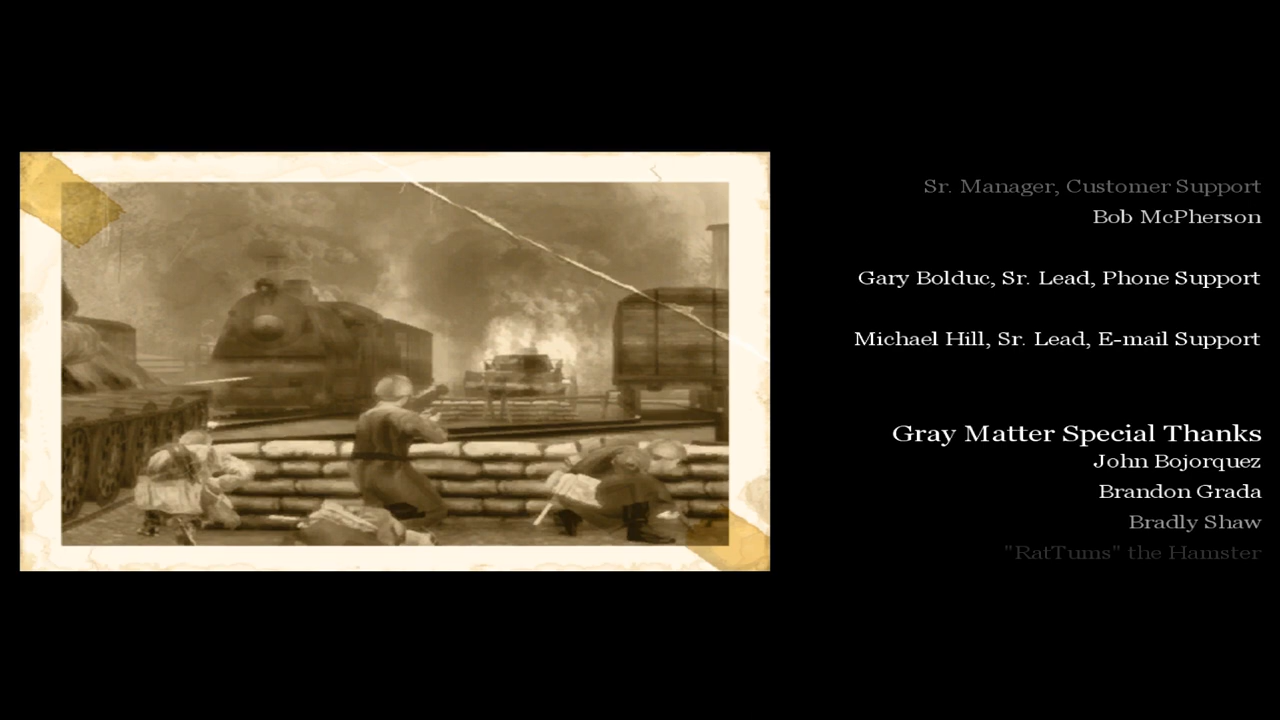 Sr. Manager, Customer Support
Bob McPherson
Gary Bolduc, Sr. Lead, Phone Support
Michael Hill, Sr. Lead, E-mail Support
Gray Matter Special Thanks
John Bojorquez
Brandon Grada
Bradly Shaw
"RatTums" the Hamster